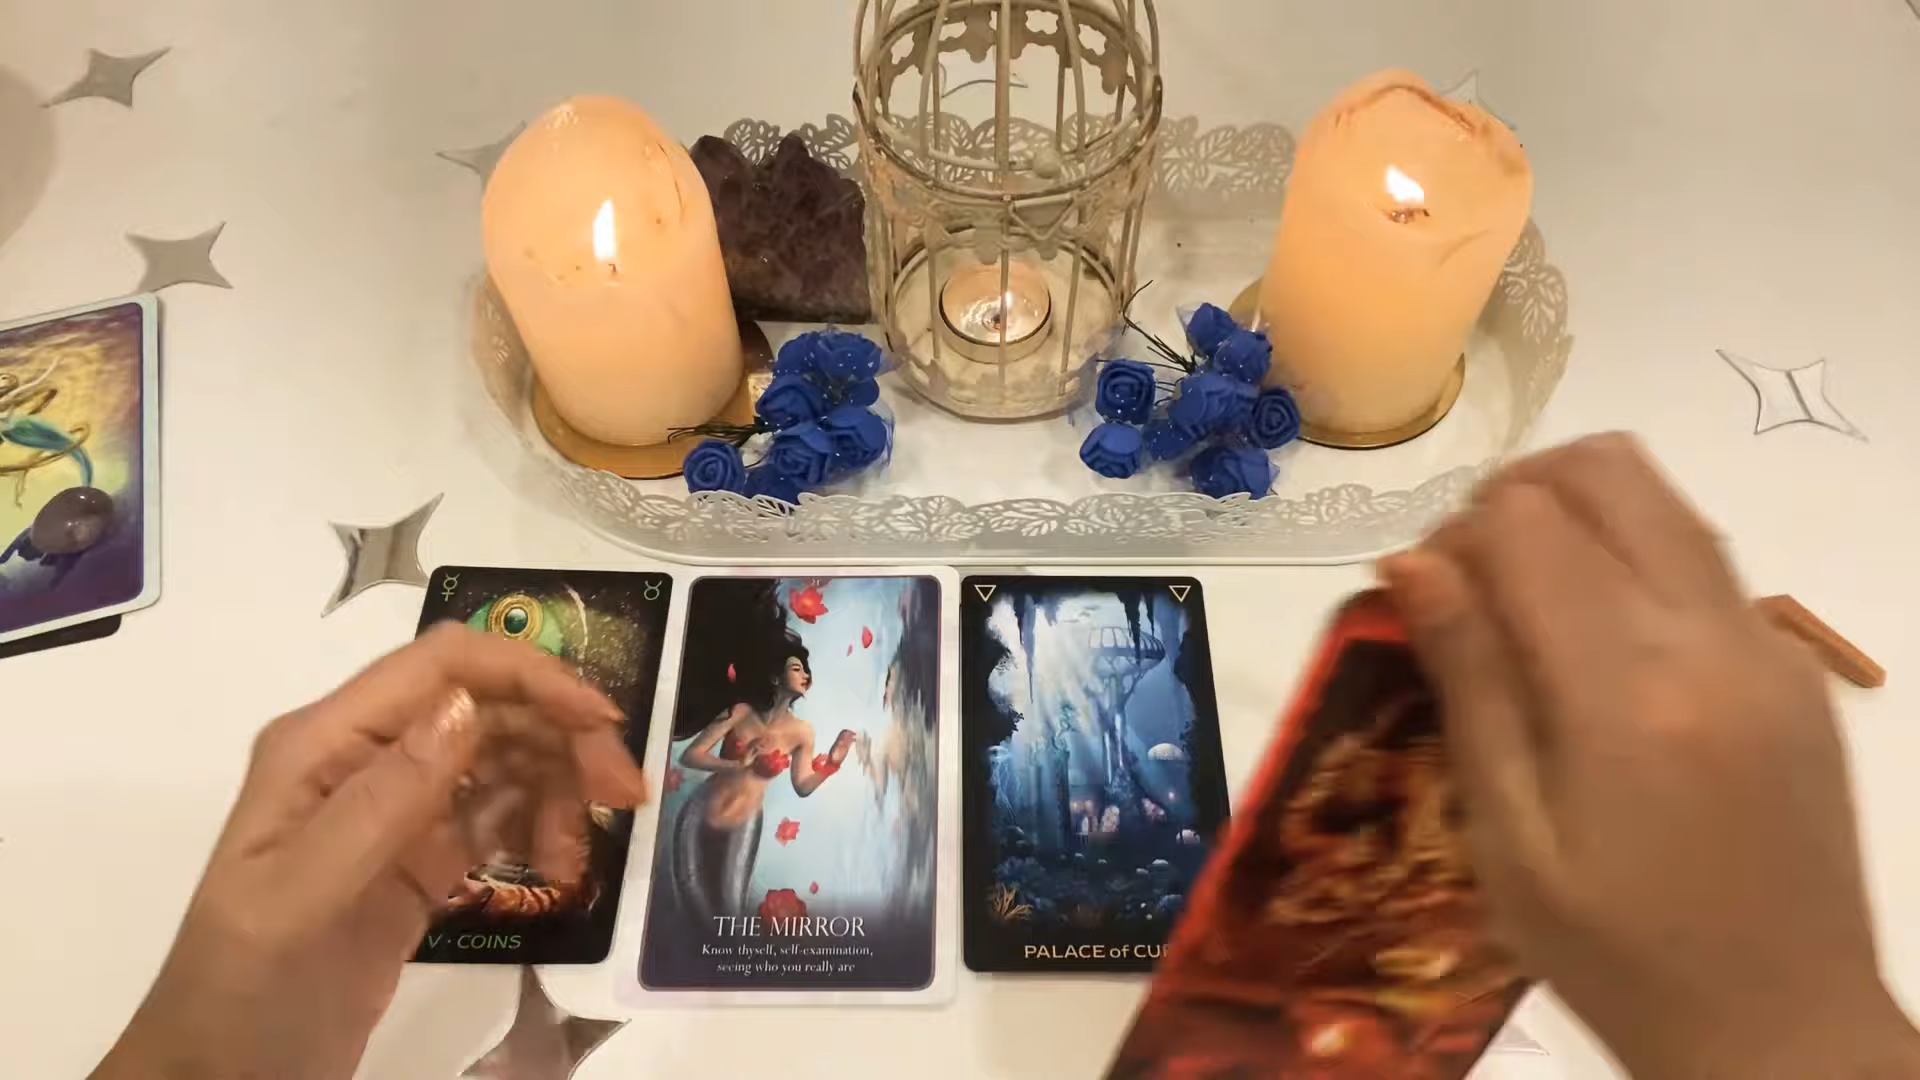 V · COINS
THE MIRROR
Know thyself, self-examination,
seeing who you really are
PALACE of CU